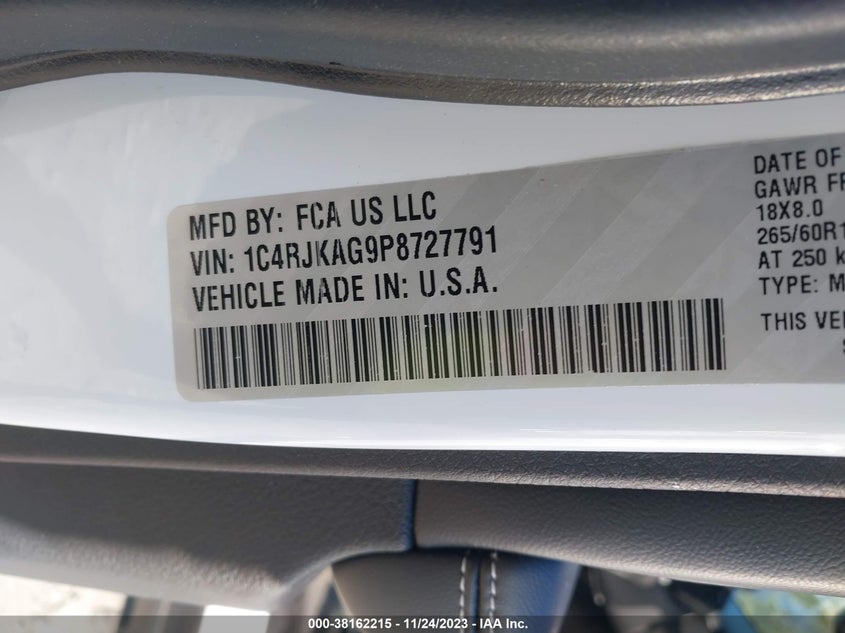 MFD BY: FCA US LLC
VIN: 1C4RJKAG9P8727791
VEHICLE MADE IN: U.S.A.
DATE OF
GAWR FR
18X8.0
265/60R1
AT 250 k
TYPE: M
THIS VE
000-38162215 - 11/24/2023 - IAA Inc.